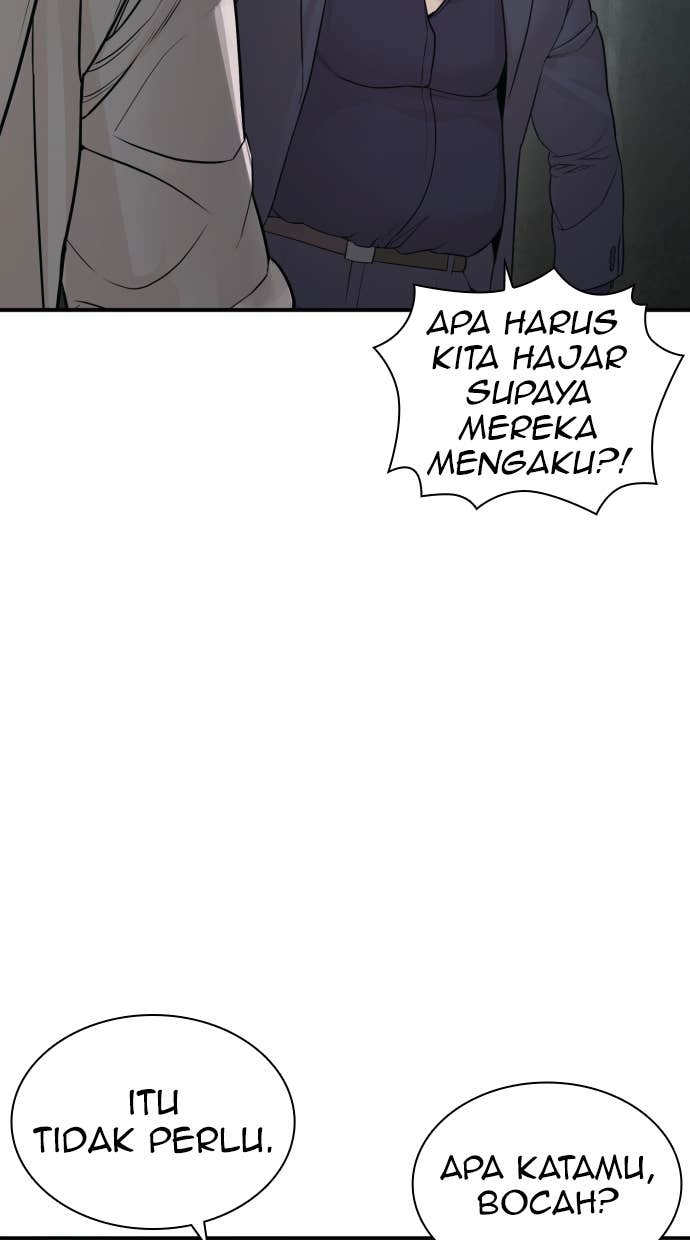 APA HARUS
KITA HAJAR
SUPAYA
MEREKA
MENGAKU?!
ITU
TIDAK PERLU.
APA KATAMU,
BOCAH?